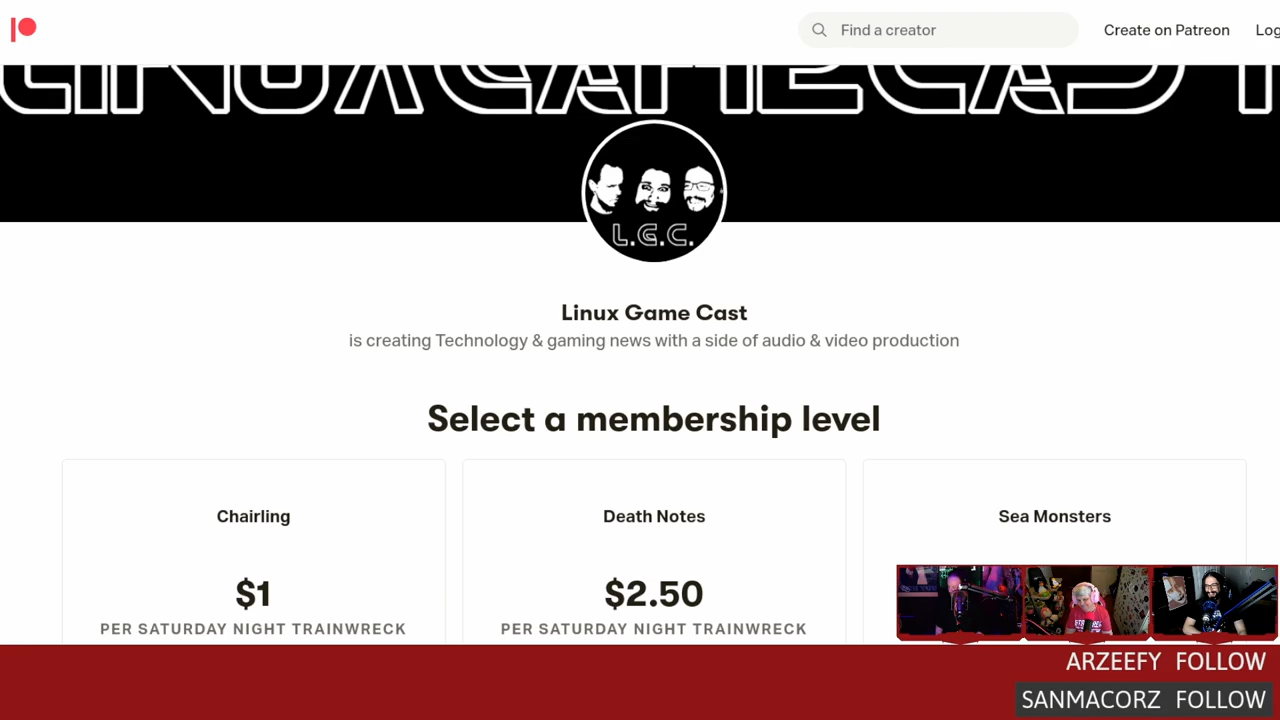 Find a creator
Create on Patreon
Log
LINUXGAMECAST
L.G.C.
Linux Game Cast
is creating Technology & gaming news with a side of audio & video production
Select a membership level
Chairling
Death Notes
Sea Monsters
$1
$2.50
PER SATURDAY NIGHT TRAINWRECK
PER SATURDAY NIGHT TRAINWRECK
ARZEEFY FOLLOW
SANMACORZ FOLLOW